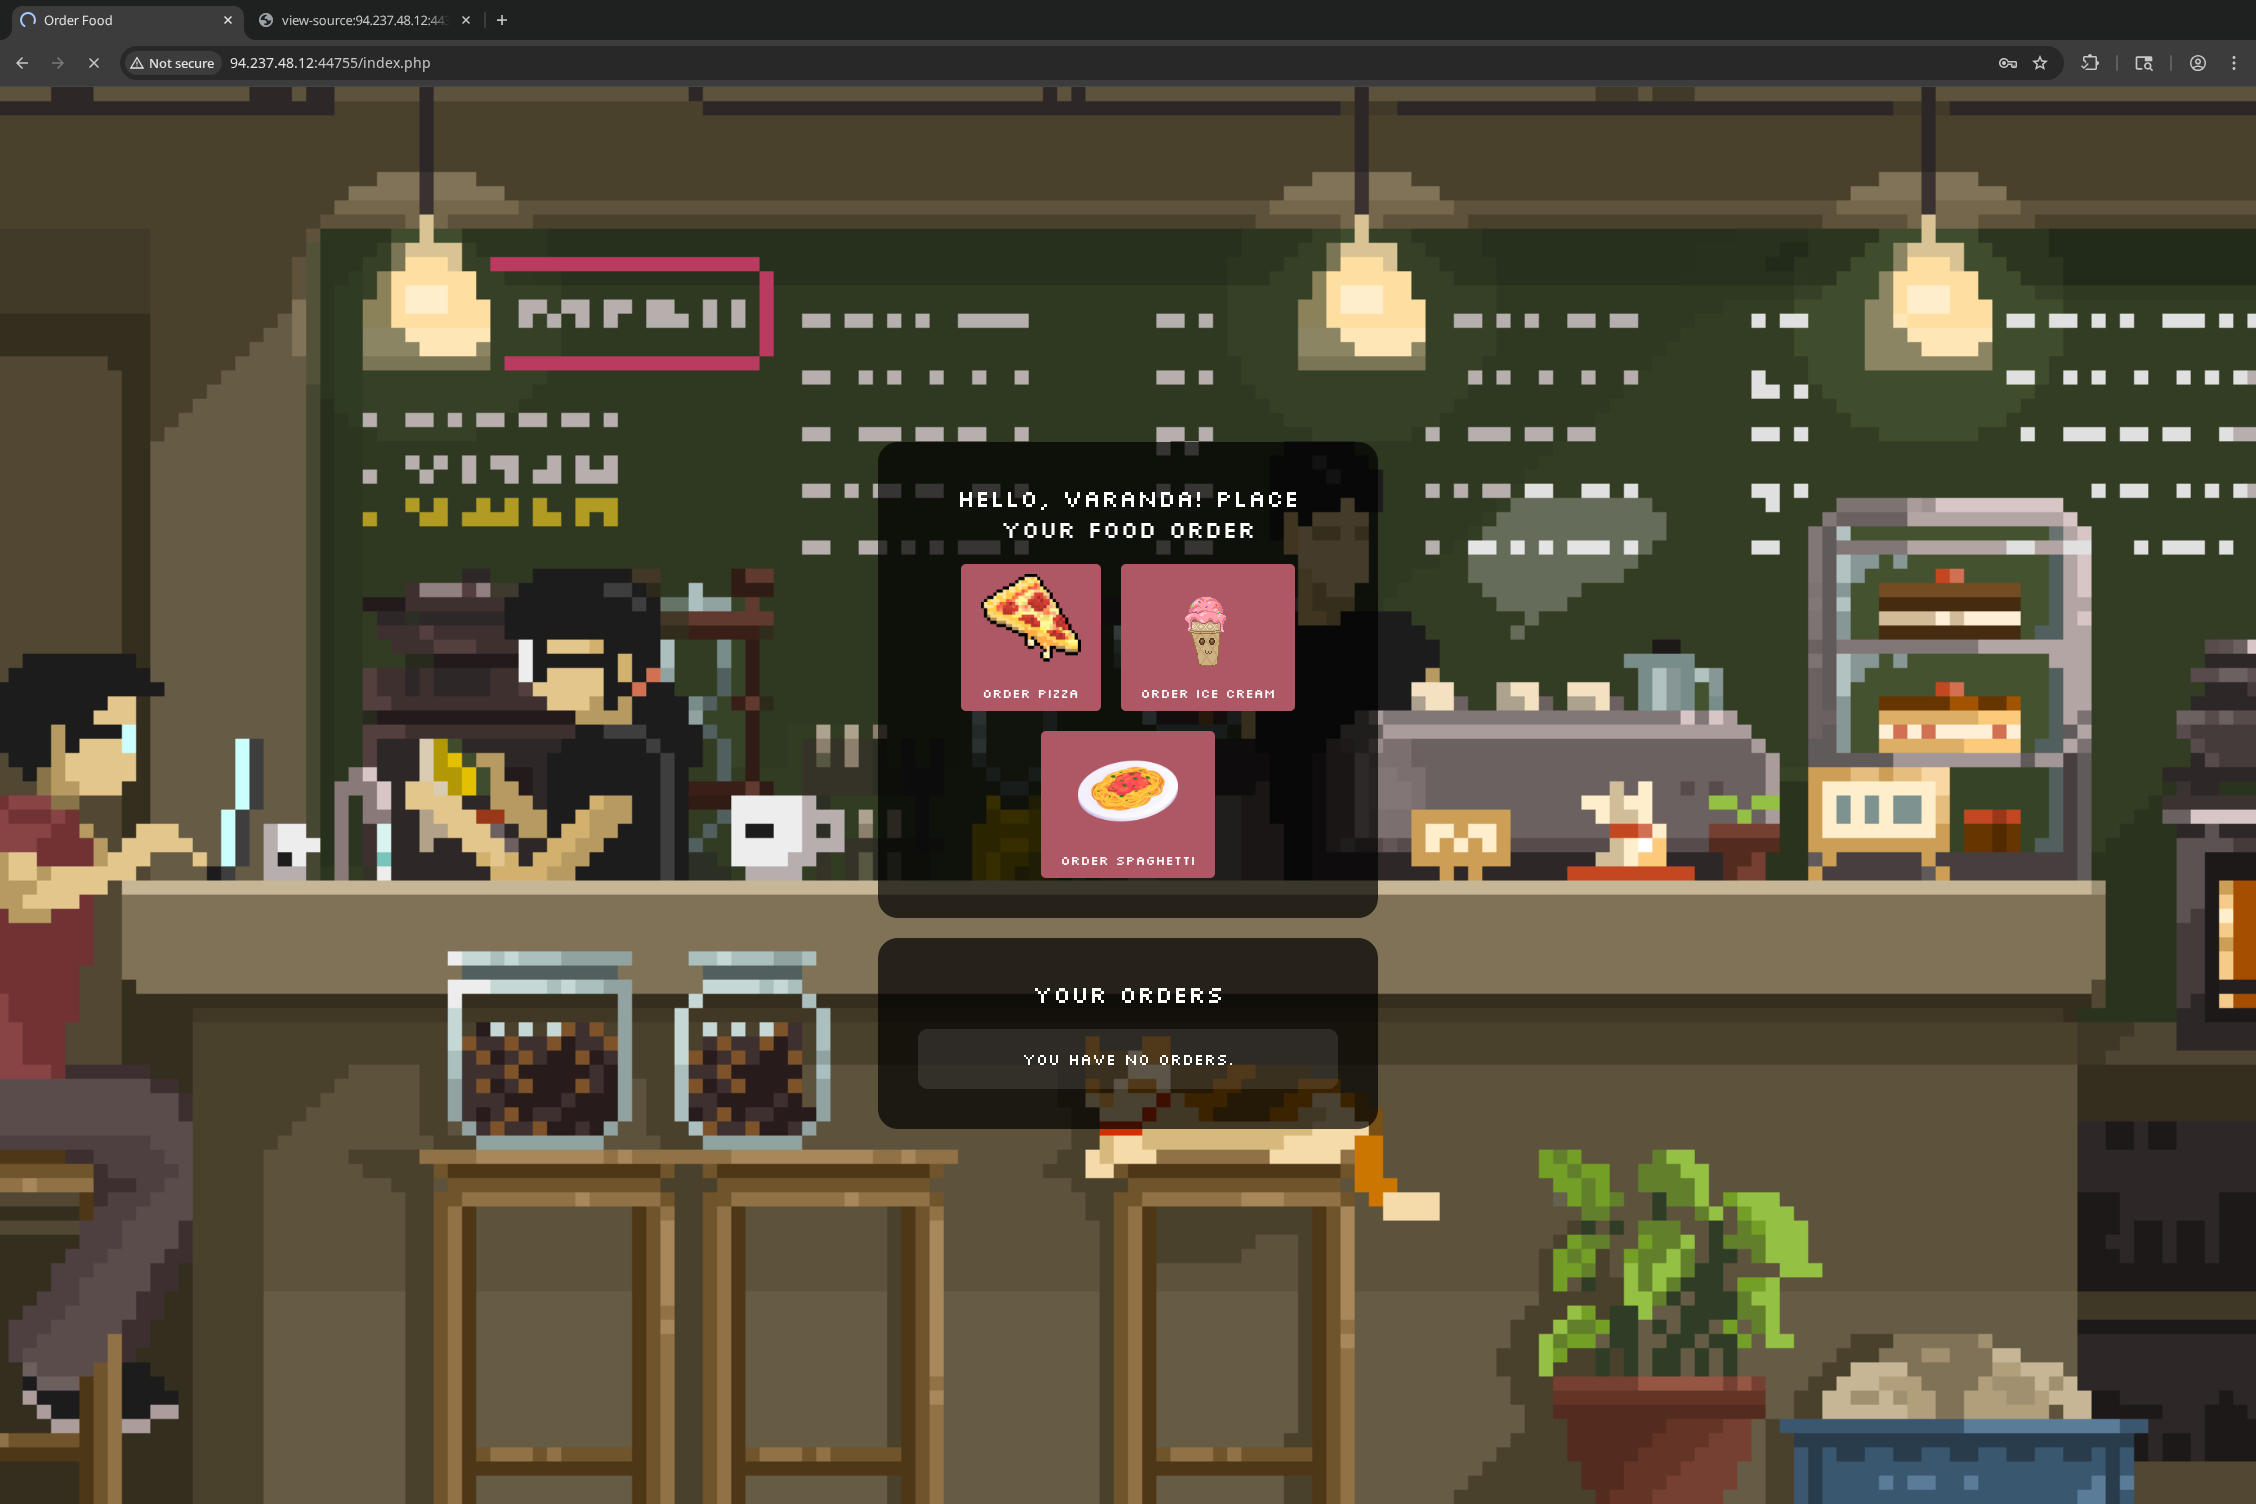 Order Food
view-source:94.237.48.12:44
Not secure
94.237.48.12:44755/index.php
HELLO, VARANDA! PLACE
YOUR FOOD ORDER
ORDER PIZZA
ORDER ICE CREAM
ORDER SPAGHETTI
YOUR ORDERS
YOU HAVE NO ORDERS.